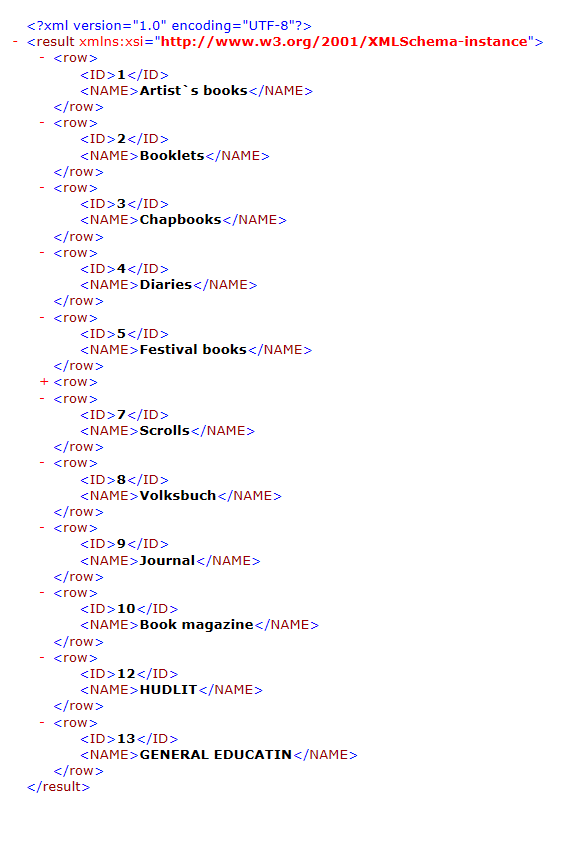 <?xml version="1.0" encoding="UTF-8"?>
- <result xmlns:xsi="http://www.w3.org/2001/XMLSchema-instance">
- <row>
<ID>1</ID>
<NAME>Artist`s books</NAME>
</row>
- <row>
<ID>2</ID>
<NAME>Booklets</NAME>
</row>
- <row>
<ID>3</ID>
<NAME>Chapbooks</NAME>
</row>
- <row>
<ID>4</ID>
<NAME>Diaries</NAME>
</row>
- <row>
<ID>5</ID>
<NAME>Festival books</NAME>
</row>
+ <row>
- <row>
<ID>7</ID>
<NAME>Scrolls</NAME>
</row>
- <row>
<ID>8</ID>
<NAME>Volksbuch</NAME>
</row>
- <row>
<ID>9</ID>
<NAME>Journal</NAME>
</row>
- <row>
<ID>10</ID>
<NAME>Book magazine</NAME>
</row>
- <row>
<ID>12</ID>
<NAME>HUDLIT</NAME>
</row>
- <row>
<ID>13</ID>
<NAME>GENERAL EDUCATIN</NAME>
</row>
</result>